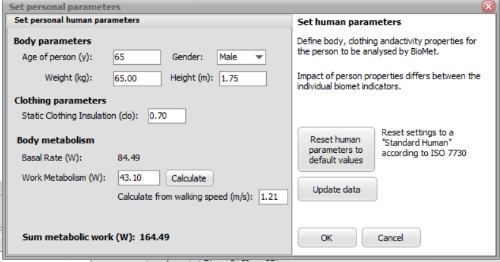 Set personal parameters
Set personal human parameters
Body parameters
Age of person (y): 65 Gender: Male
Weight (kg): 65.00 Height (m): 1.75
Clothing parameters
Static Clothing Insulation (clo): 0.70
Body metabolism
Basal Rate (W): 84.49
Work Metabolism (W): 43.10 Calculate
Calculate from walking speed (m/s): 1.21
Sum metabolic work (W): 164.49
Set human parameters
Define body, clothing andactivity properties for
the person to be analysed by BioMet.
Impact of person properties differs between the
individual biomet indicators.
Reset human
parameters to
default values
Reset settings to a
"Standard Human"
according to ISO 7730
Update data
OK Cancel